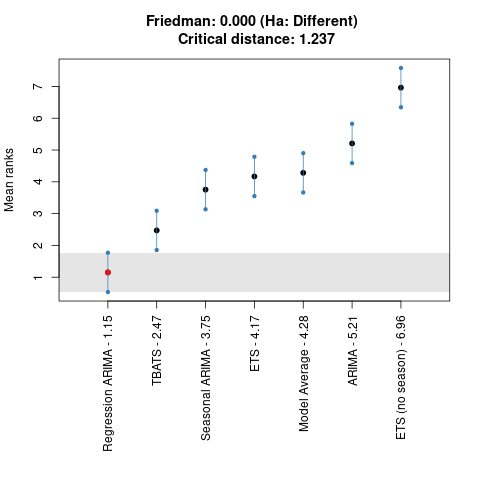 Friedman: 0.000 (Ha: Different)
Critical distance: 1.237
Mean ranks
7
6
5
4
3
2
1
Regression ARIMA - 1.15
TBATS - 2.47
Seasonal ARIMA - 3.75
ETS - 4.17
Model Average - 4.28
ARIMA - 5.21
ETS (no season) - 6.96